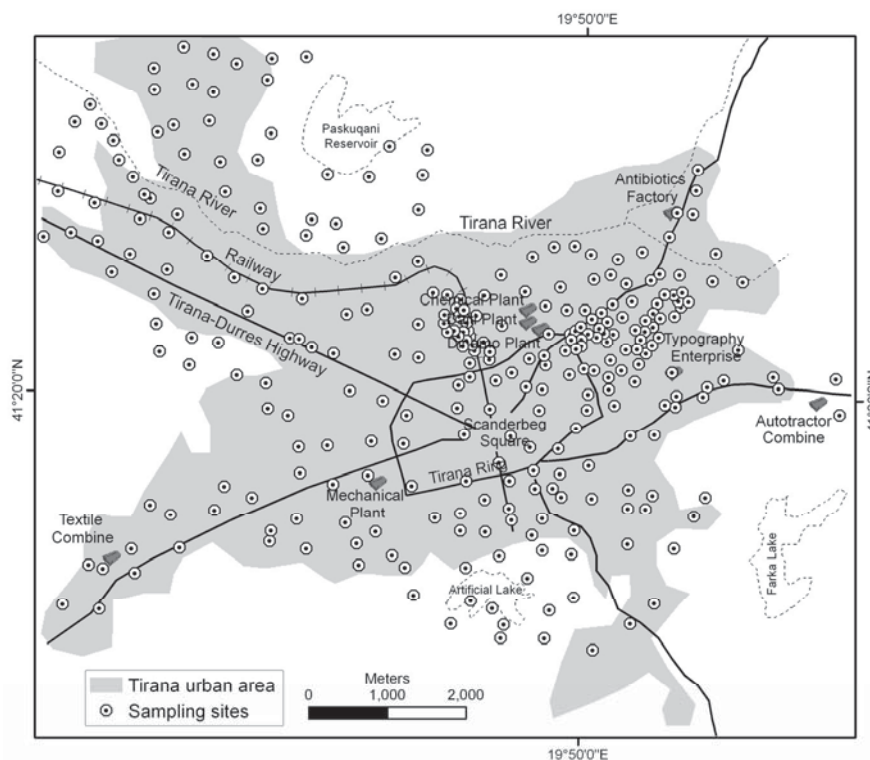 19°50'0"E
Paskuqani
Reservoir
Antibiotics
Factory
Tirana River
Tirana River
Railway
Chemical Plant
Dinamo Plant
Tirana-Durres Highway
Typography
Enterprise
41°20'0"N
Autotractor
Combine
Scanderbeg
Square
Tirana Ring
Mechanical
Plant
Textile
Combine
Farka Lake
Artificial Lake
Tirana urban area
Sampling sites
Meters
0 1,000 2,000
19°50'0"E